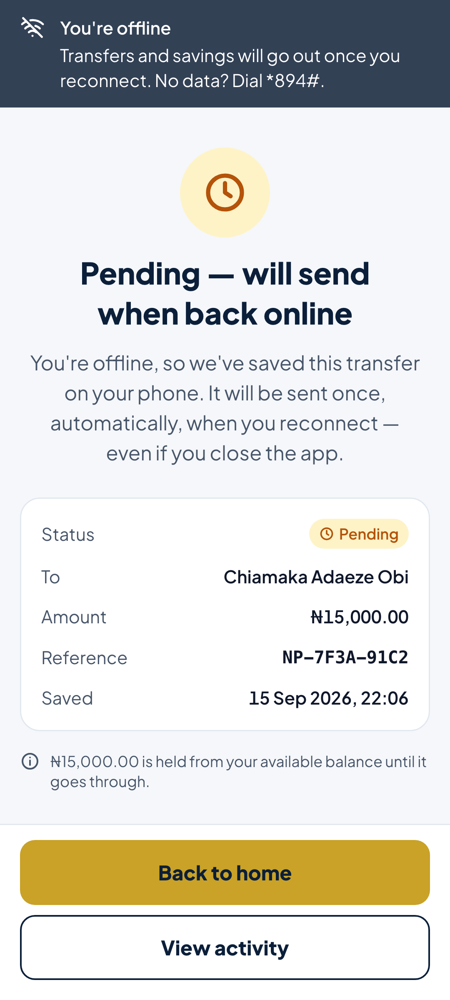 You're offline
Transfers and savings will go out once you
reconnect. No data? Dial *894#.
Pending — will send
when back online
You're offline, so we've saved this transfer
on your phone. It will be sent once,
automatically, when you reconnect —
even if you close the app.
Status Pending
To Chiamaka Adaeze Obi
Amount ₦15,000.00
Reference NP-7F3A-91C2
Saved 15 Sep 2026, 22:06
₦15,000.00 is held from your available balance until it
goes through.
Back to home
View activity